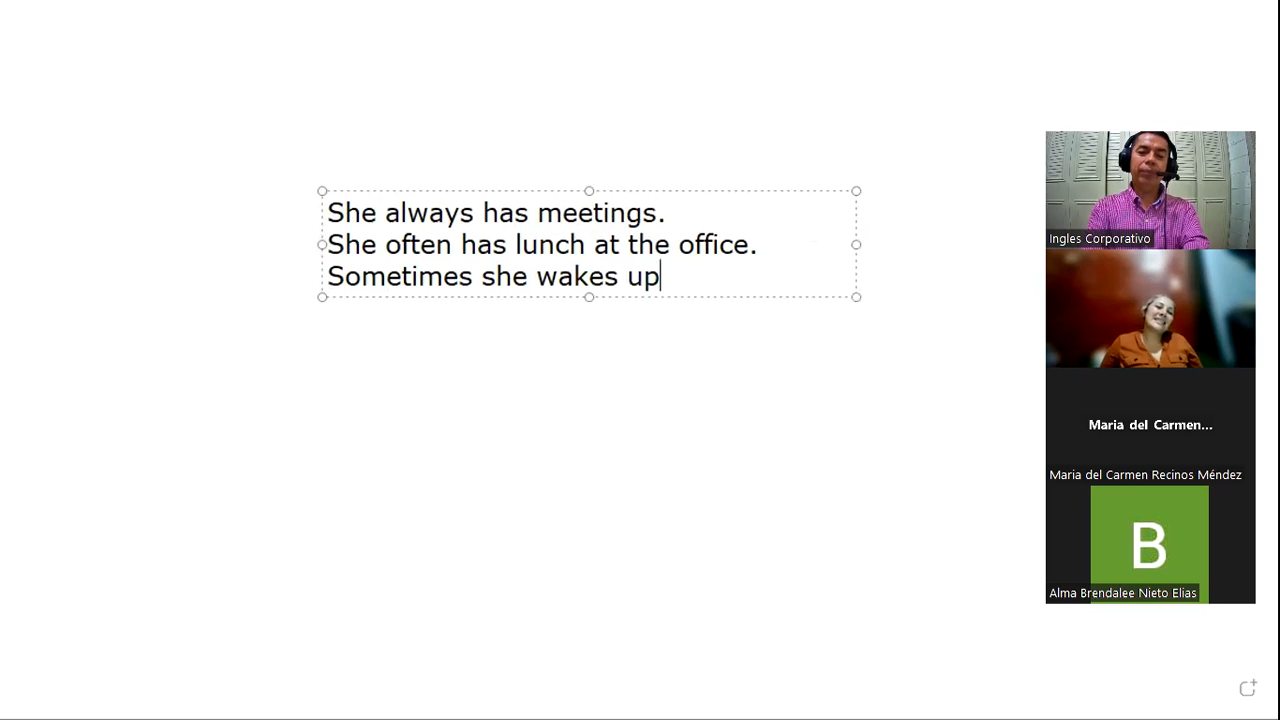 She always has meetings.
She often has lunch at the office.
Sometimes she wakes up
Ingles Corporativo
Maria del Carmen...
Maria del Carmen Recinos Méndez
B
Alma Brendalee Nieto Elias